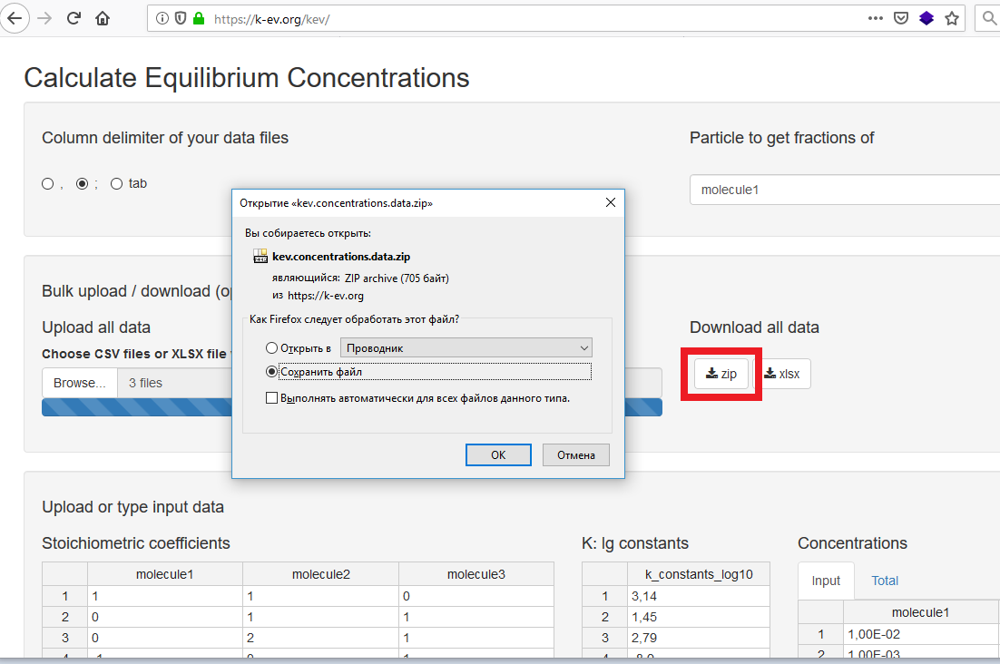 https://k-ev.org/kev/
Calculate Equilibrium Concentrations
Column delimiter of your data files
Particle to get fractions of
, ; tab
molecule1
Открытие «kev.concentrations.data.zip»
Вы собираетесь открыть:
kev.concentrations.data.zip
являющийся: ZIP archive (705 байт)
из https://k-ev.org
Как Firefox следует обработать этот файл?
Открыть в Проводник
Сохранить файл
Выполнять автоматически для всех файлов данного типа.
OK Отмена
Bulk upload / download
Upload all data
Download all data
Choose CSV files or XLSX file
Browse... 3 files
zip xlsx
Upload or type input data
Stoichiometric coefficients
K: lg constants
Concentrations
Input Total
molecule1 molecule2 molecule3
k_constants_log10
molecule1
1 1 1 0
2 0 1 1
3 0 2 1
1 3,14
2 1,45
3 2,79
1 1,00E-02
2 1,00E-03